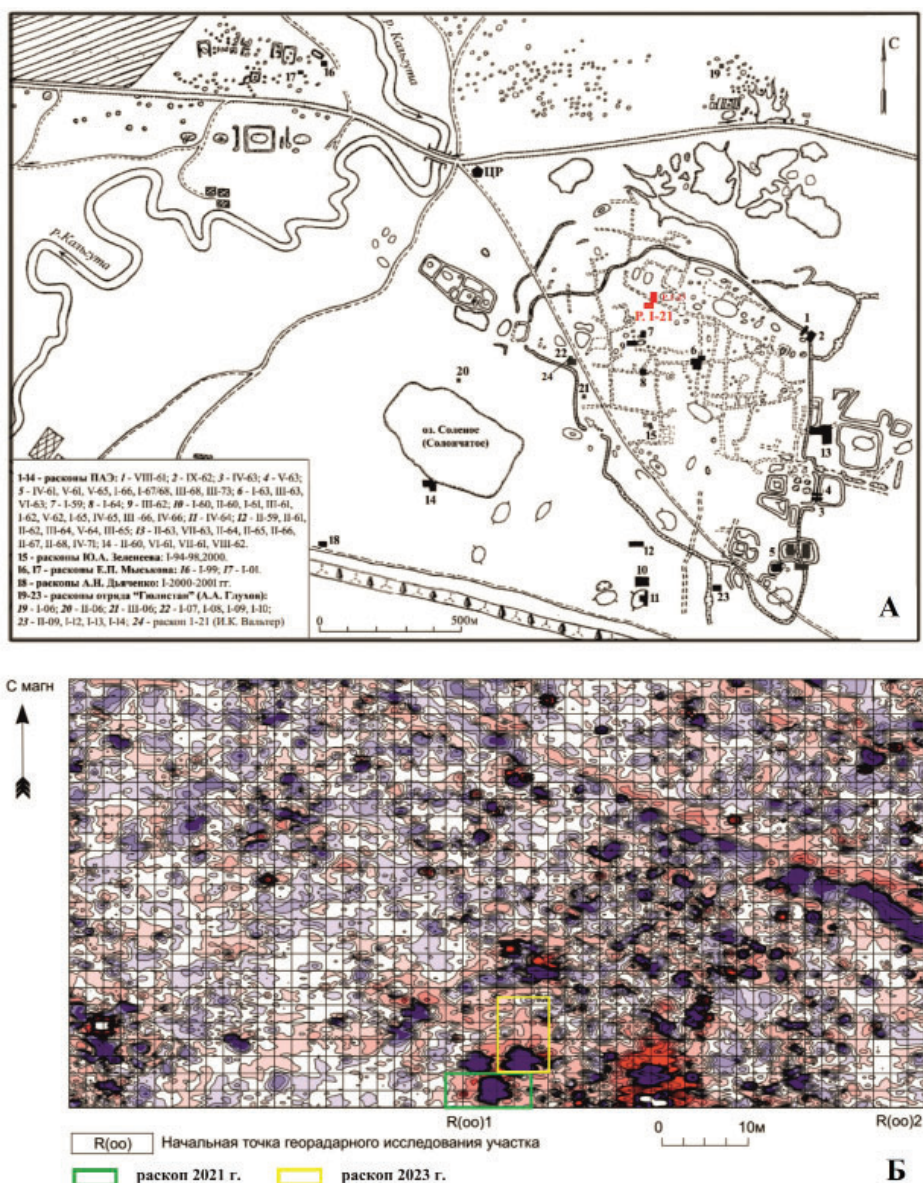 р. Кальгута
р. Кальгута
С
16
17
19
ЦР
р. Кальгута
Р. I-21
1
2
7
9
6
22
8
24
20
21
15
оз. Соленое
(Солончатое)
13
14
4
3
18
12
5
10
11
23
А
0 500м
1-14 - раскопы ПАЭ: 1 - VIII-61; 2 - IX-62; 3 - IV-63; 4 - V-63;
5 - IV-61, V-61, V-65, I-66, I-67/68, III-68, III-73; 6 - I-63, III-63,
VI-63; 7 - I-59; 8 - I-64; 9 - III-62; 10 - I-60, II-60, I-61, III-61,
I-62, V-62, I-65, IV-65, III -66, IV-66; 11 - IV-64; 12 - II-59, II-61,
II-62, III-64, V-64, III-65; 13 - II-63, VII-63, II-64, II-65, II-66,
II-67, II-68, IV-71; 14 - II-60, VI-61, VII-61, VIII-62.
15 - раскопы Ю.А. Зеленеева: I-94-98,2000.
16, 17 - раскопы Е.П. Мыськова: 16 - I-99; 17 - I-01.
18 - раскопы А.Н. Дьяченко: I-2000-2001 гг.
19-23 - раскопы отряда "Гюлистан" (А.А. Глухов):
19 - I-06; 20 - II-06; 21 - III-06; 22 - I-07, I-08, I-09, I-10;
23 - II-09, I-12, I-13, I-14; 24 - раскоп 1-21 (И.К. Вальтер)
С магн
R(oo)1
R(oo)2
R(oo) Начальная точка георадарного исследования участка
0 10м
раскоп 2021 г.
раскоп 2023 г.
Б